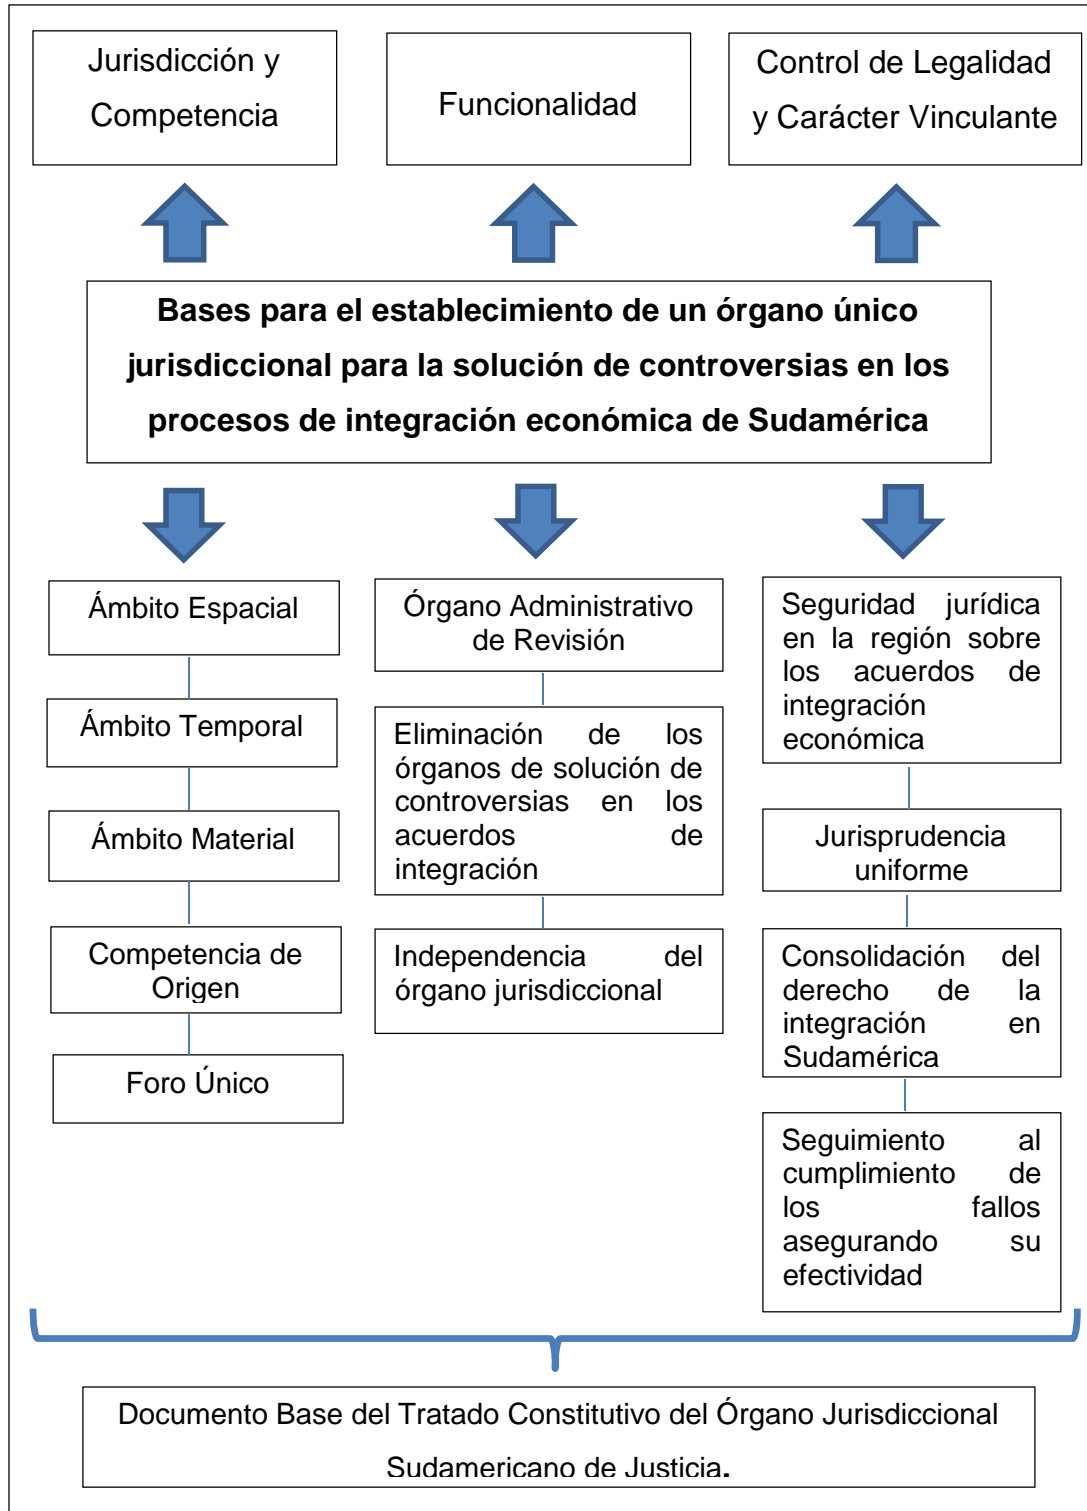 Jurisdicción y
Competencia
Funcionalidad
Control de Legalidad
y Carácter Vinculante
Bases para el establecimiento de un órgano único
jurisdiccional para la solución de controversias en los
procesos de integración económica de Sudamérica
Ámbito Espacial
Ámbito Temporal
Ámbito Material
Competencia de
Origen
Foro Único
Órgano Administrativo
de Revisión
Eliminación de los
órganos de solución de
controversias en los
acuerdos de
integración
Independencia del
órgano jurisdiccional
Seguridad jurídica
en la región sobre
los acuerdos de
integración
económica
Jurisprudencia
uniforme
Consolidación del
derecho de la
integración en
Sudamérica
Seguimiento al
cumplimiento de
los fallos
asegurando su
efectividad
Documento Base del Tratado Constitutivo del Órgano Jurisdiccional
Sudamericano de Justicia.